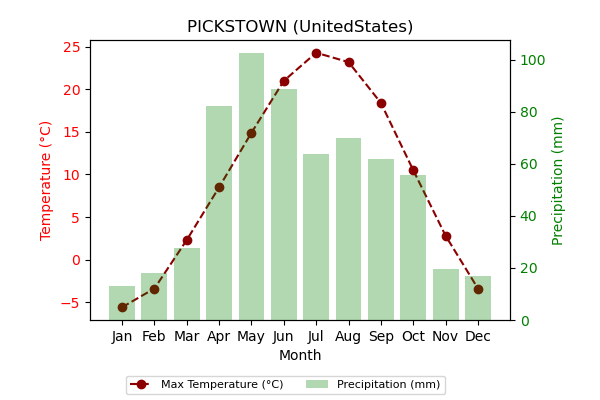 PICKSTOWN (UnitedStates)
25
20
15
10
5
0
−5
Temperature (°C)
100
80
60
40
20
0
Precipitation (mm)
Jan Feb Mar Apr May Jun Jul Aug Sep Oct Nov Dec
Month
Max Temperature (°C) Precipitation (mm)